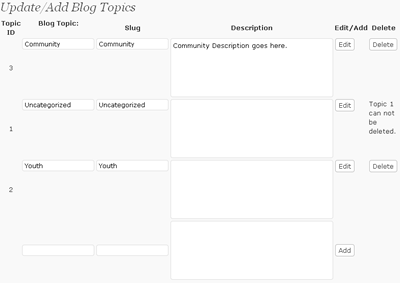 Update/Add Blog Topics
Topic ID Blog Topic: Slug Description Edit/Add Delete
3 Community Community Community Description goes here. Edit Delete
1 Uncategorized Uncategorized Edit Topic 1
can not
be
deleted.
2 Youth Youth Edit Delete
Add